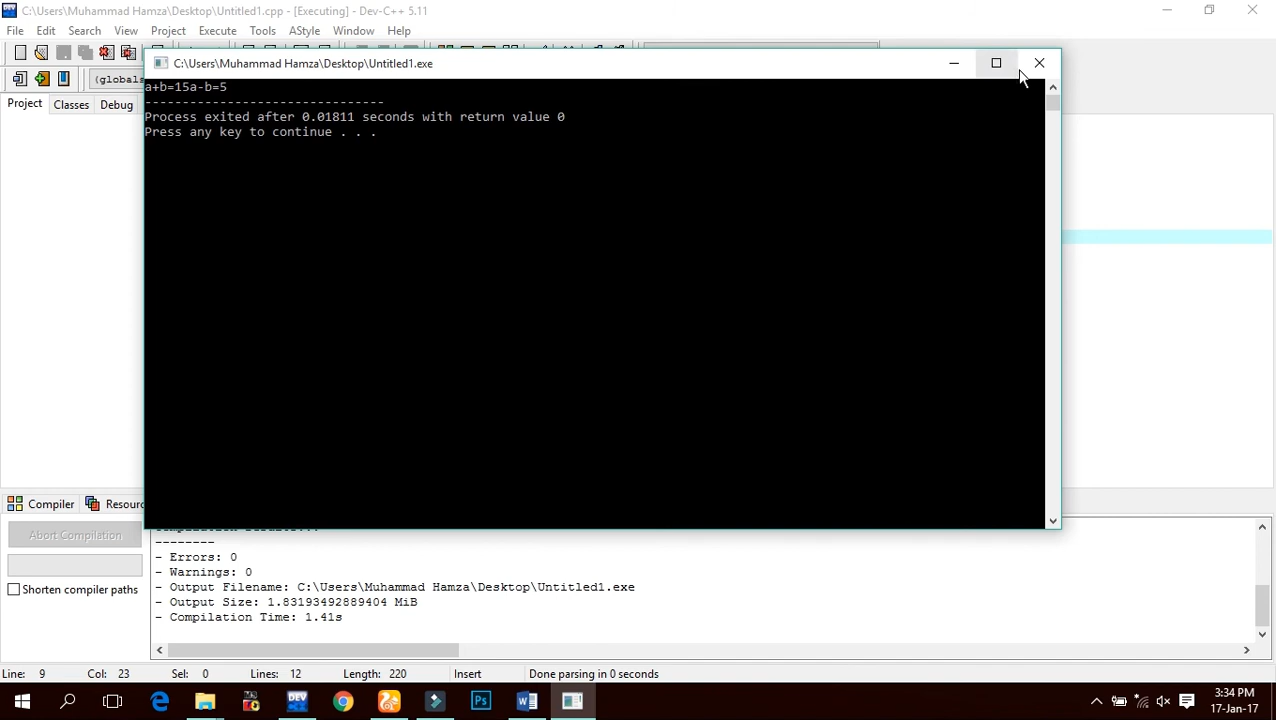 C:\Users\Muhammad Hamza\Desktop\Untitled1.cpp - [Executing] - Dev-C++ 5.11
File Edit Search View Project Execute Tools AStyle Window Help
C:\Users\Muhammad Hamza\Desktop\Untitled1.exe
(globals
Project Classes Debug
a+b=15a-b=5
--------------------------------
Process exited after 0.01811 seconds with return value 0
Press any key to continue . . .
Compiler Resourc
Abort Compilation
Shorten compiler paths
--------
- Errors: 0
- Warnings: 0
- Output Filename: C:\Users\Muhammad Hamza\Desktop\Untitled1.exe
- Output Size: 1.83193492889404 MiB
- Compilation Time: 1.41s
Line: 9 Col: 23 Sel: 0 Lines: 12 Length: 220 Insert Done parsing in 0 seconds
DEV
Ps
3:34 PM
17-Jan-17